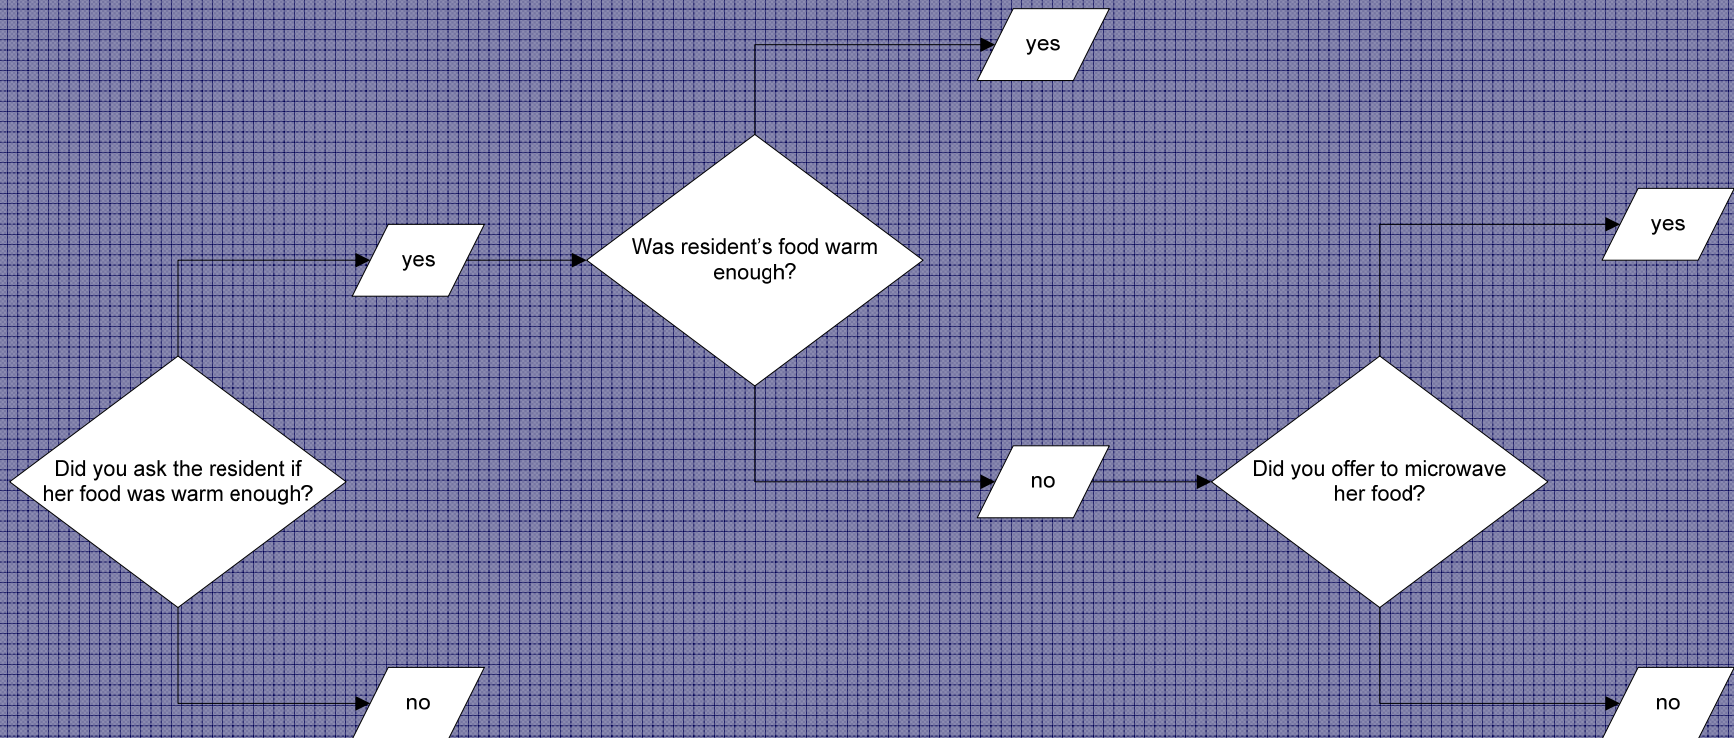 yes
Was resident’s food warm
enough?
yes
yes
Did you ask the resident if
her food was warm enough?
no
Did you offer to microwave
her food?
no
no